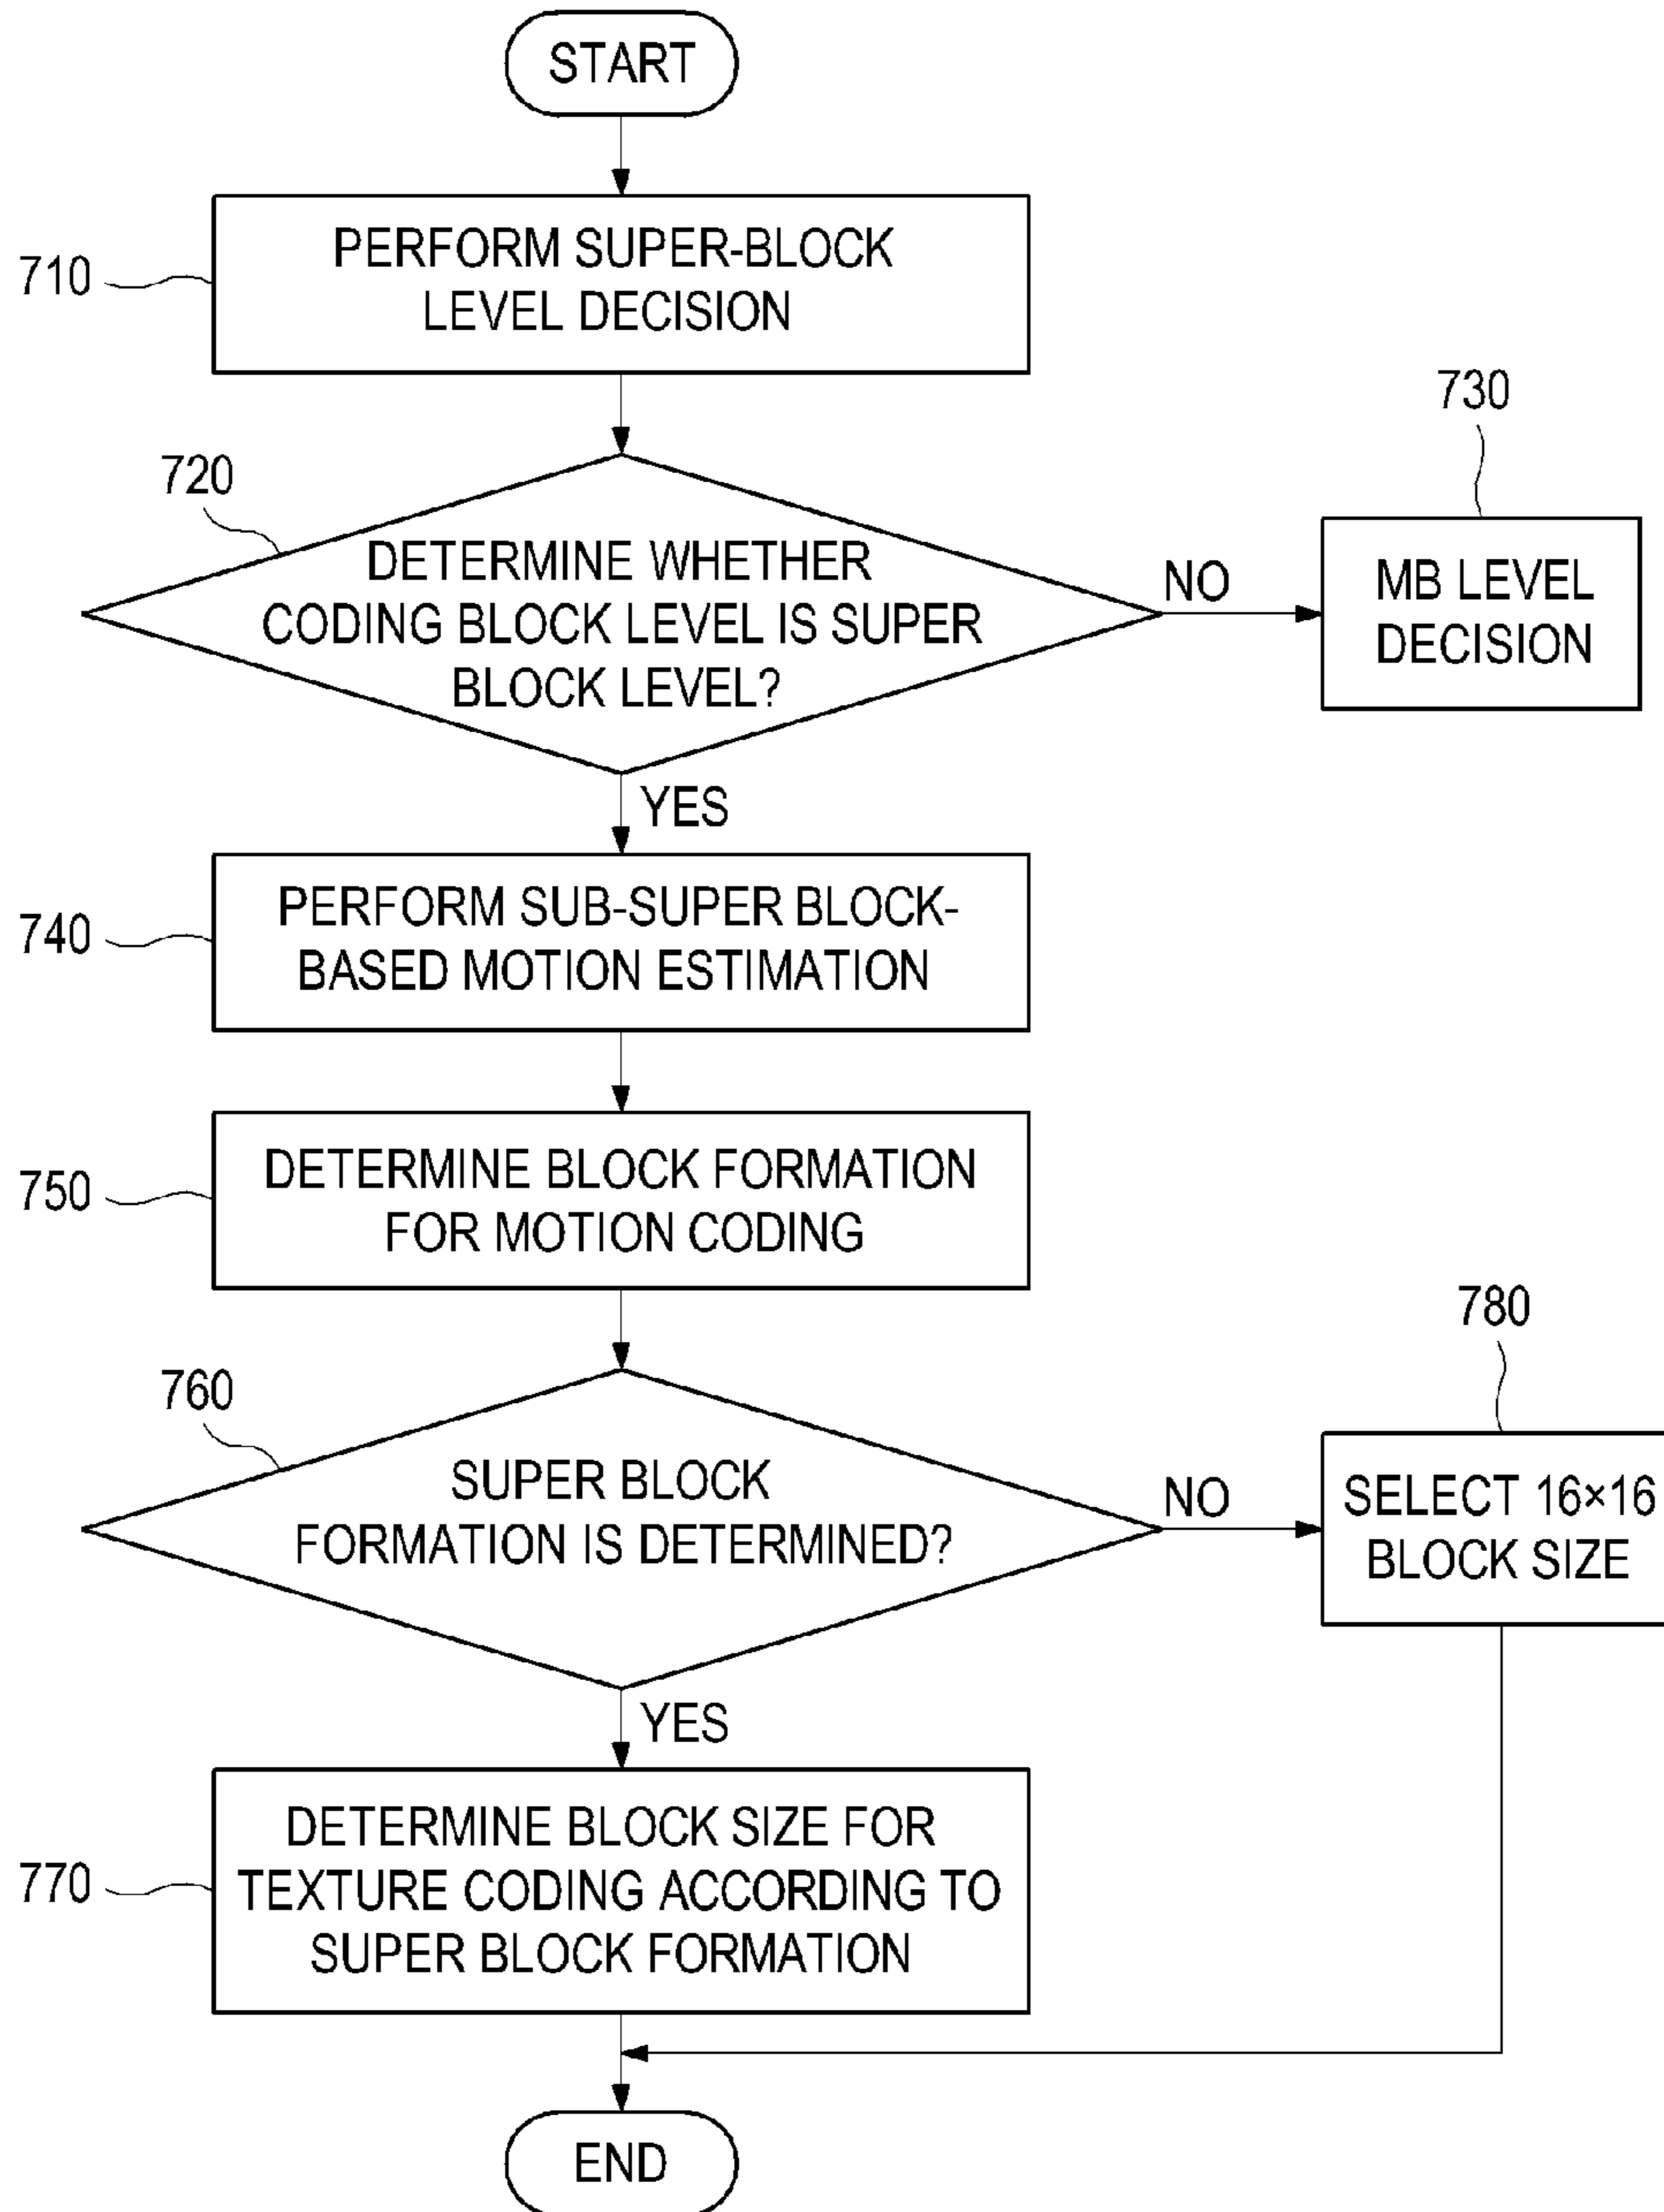 START
710
PERFORM SUPER-BLOCK
LEVEL DECISION
720
DETERMINE WHETHER
CODING BLOCK LEVEL IS SUPER
BLOCK LEVEL?
NO
730
MB LEVEL
DECISION
YES
740
PERFORM SUB-SUPER BLOCK-
BASED MOTION ESTIMATION
750
DETERMINE BLOCK FORMATION
FOR MOTION CODING
760
SUPER BLOCK
FORMATION IS DETERMINED?
NO
780
SELECT 16×16
BLOCK SIZE
YES
770
DETERMINE BLOCK SIZE FOR
TEXTURE CODING ACCORDING TO
SUPER BLOCK FORMATION
END